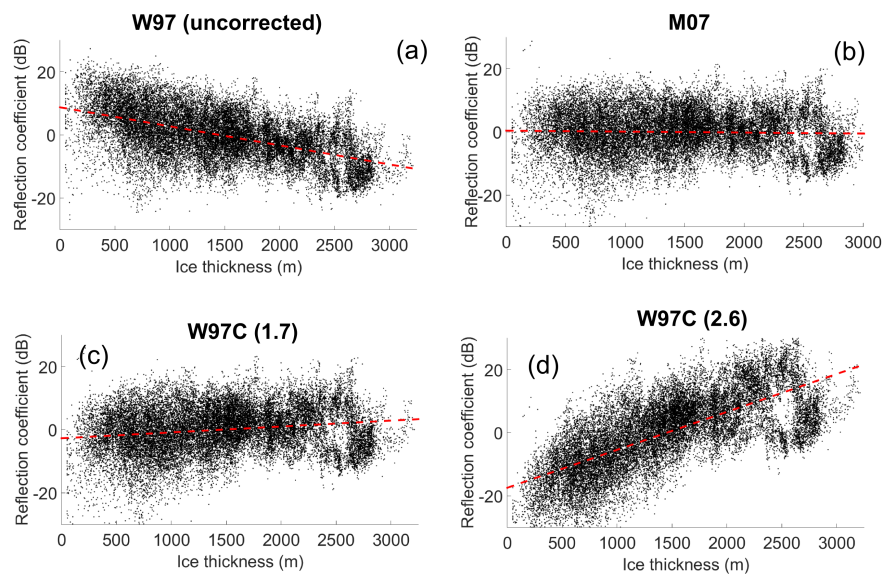 W97 (uncorrected)
(a)
Reflection coefficient (dB)
20
0
-20
0 500 1000 1500 2000 2500 3000
Ice thickness (m)
M07
(b)
Reflection coefficient (dB)
20
0
-20
0 500 1000 1500 2000 2500 3000
Ice thickness (m)
W97C (1.7)
(c)
Reflection coefficient (dB)
20
0
-20
0 500 1000 1500 2000 2500 3000
Ice thickness (m)
W97C (2.6)
(d)
Reflection coefficient (dB)
20
0
-20
0 500 1000 1500 2000 2500 3000
Ice thickness (m)